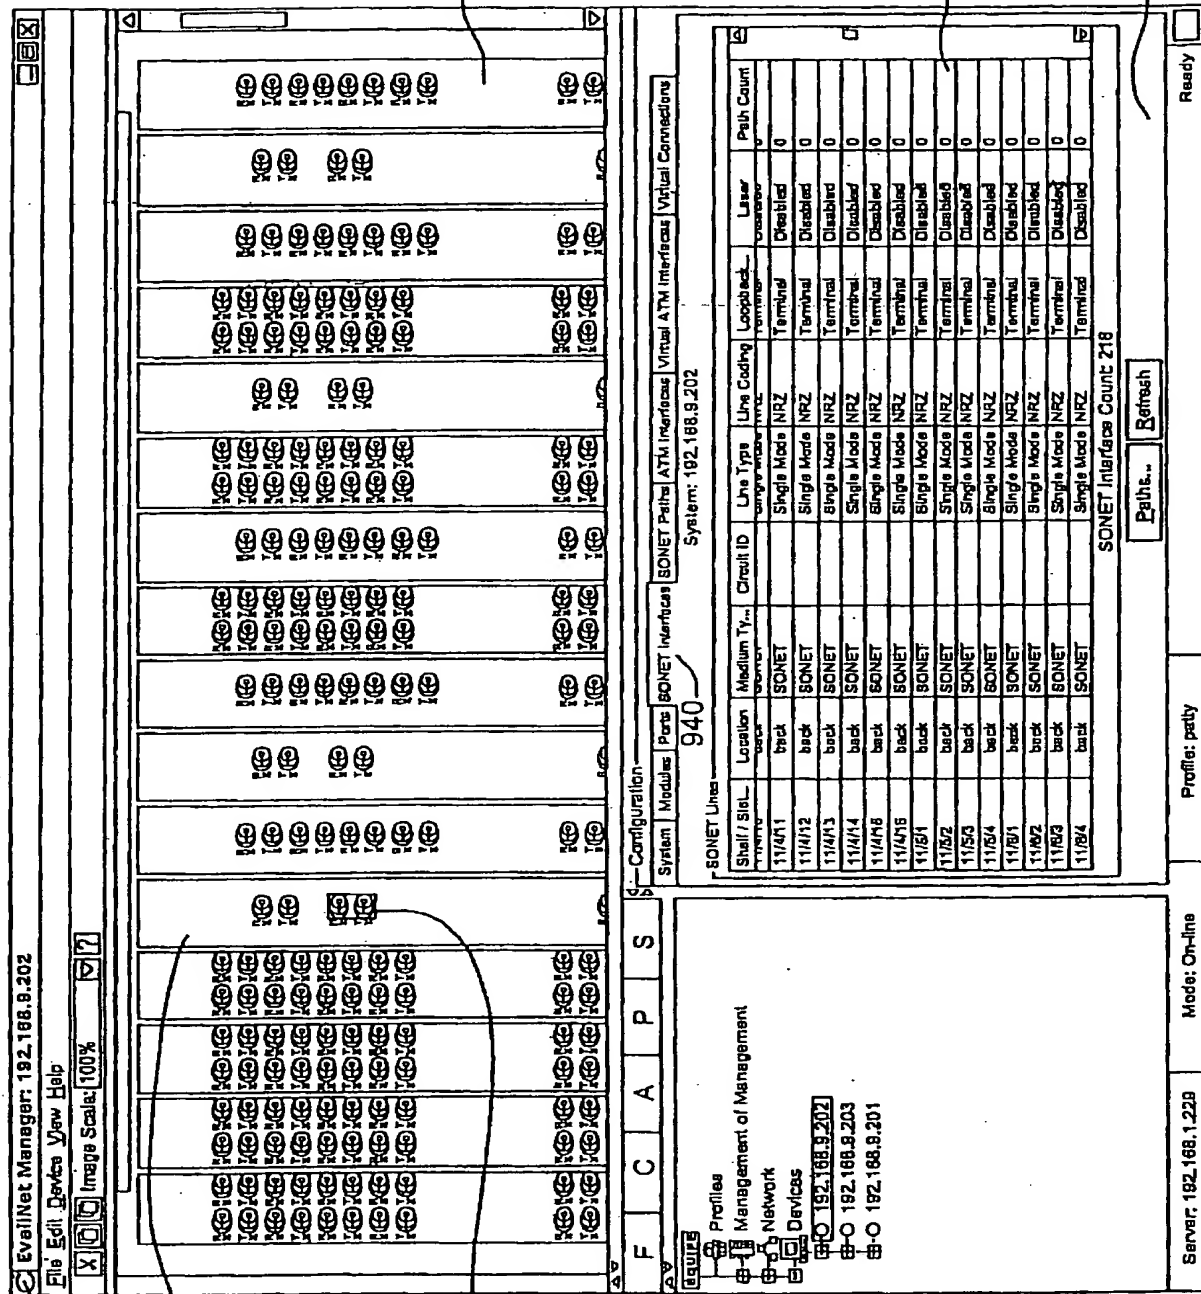 EvaliNet Manager: 192.168.9.202
File Edit Device View Help
Image Scale: 100%
F C A P S
Profiles
Management of Management
Network
Devices
192.168.9.202
192.168.9.203
192.168.9.201
Configuration
System Modules Ports SONET Interfaces SONET Paths ATM Interfaces Virtual ATM Interfaces Virtual Connections
940
System: 192.168.9.202
SONET Lines
Shelf / Slot... Location Medium Ty... Circuit ID Line Type Line Coding Loopback... Laser Path Count
11/4/11 back SONET Single Mode NRZ Terminal Disabled 0
11/4/12 back SONET Single Mode NRZ Terminal Disabled 0
11/4/13 back SONET Single Mode NRZ Terminal Disabled 0
11/4/14 back SONET Single Mode NRZ Terminal Disabled 0
11/4/15 back SONET Single Mode NRZ Terminal Disabled 0
11/4/16 back SONET Single Mode NRZ Terminal Disabled 0
11/5/1 back SONET Single Mode NRZ Terminal Disabled 0
11/5/2 back SONET Single Mode NRZ Terminal Disabled 0
11/5/3 back SONET Single Mode NRZ Terminal Disabled 0
11/5/4 back SONET Single Mode NRZ Terminal Disabled 0
11/6/1 back SONET Single Mode NRZ Terminal Disabled 0
11/6/2 back SONET Single Mode NRZ Terminal Disabled 0
11/6/3 back SONET Single Mode NRZ Terminal Disabled 0
11/6/4 back SONET Single Mode NRZ Terminal Disabled 0
SONET Interface Count: 216
Paths... Refresh
Server: 192.168.1.229 Mode: On-line Profile: patty Ready